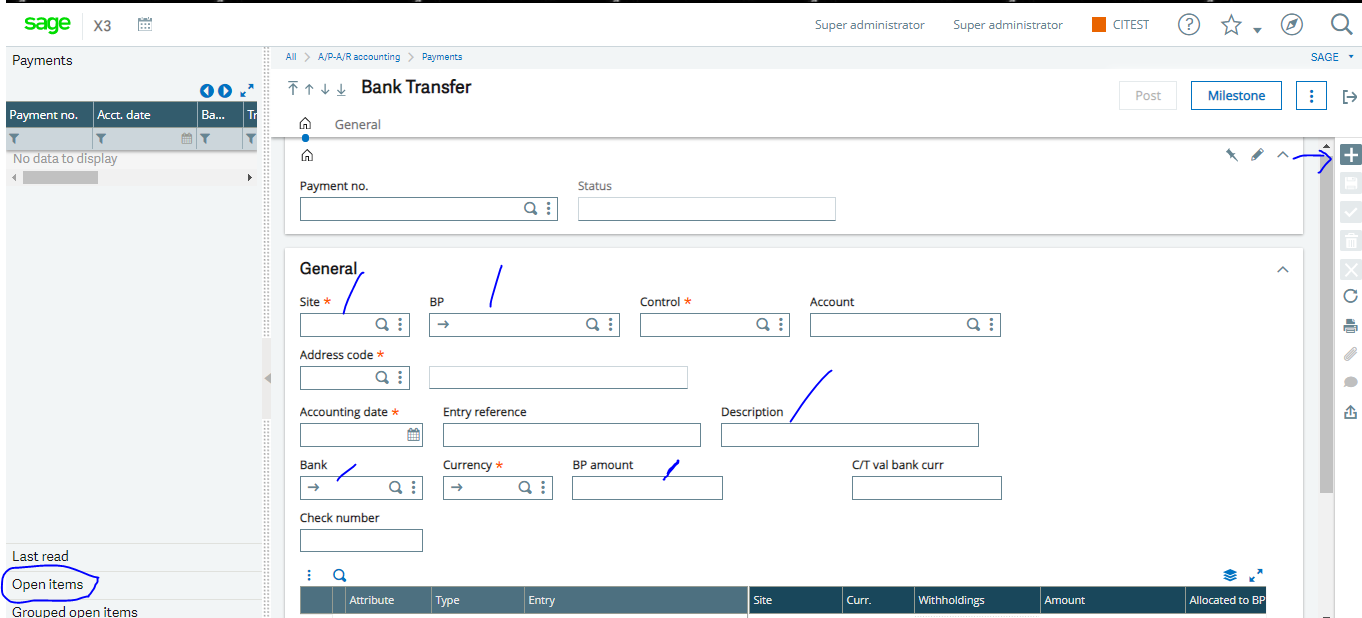 sage X3 Super administrator Super administrator CITEST ?
Payments
All A/P-A/R accounting Payments SAGE
Bank Transfer
Post Milestone
Payment no. Acct. date Ba... Tr
General
No data to display
Payment no. Status
General
Site * BP Control * Account
Address code *
Accounting date * Entry reference Description
Bank Currency * BP amount C/T val bank curr
Check number
Last read
Open items
Grouped open items
Attribute Type Entry Site Curr. Withholdings Amount Allocated to BP